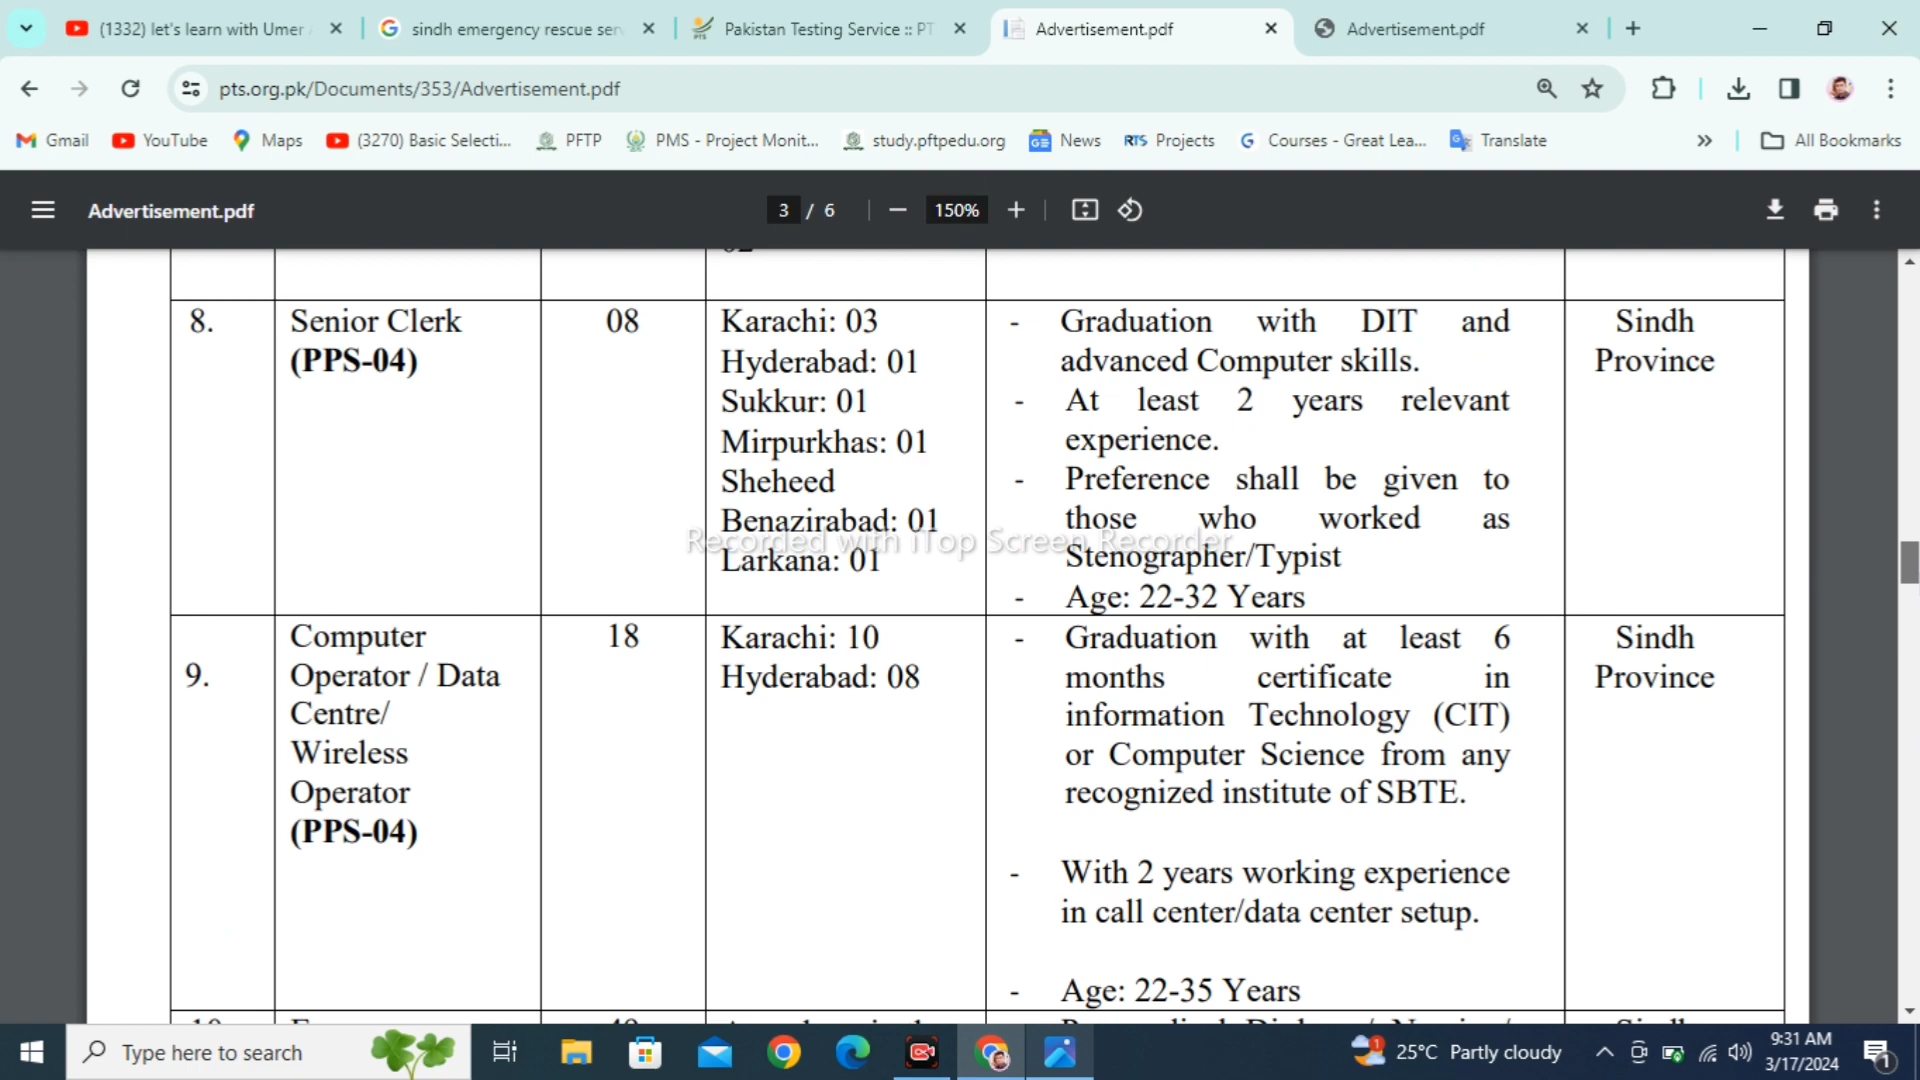 (1332) let's learn with Umer
sindh emergency rescue ser
Pakistan Testing Service :: PT
Advertisement.pdf
Advertisement.pdf
pts.org.pk/Documents/353/Advertisement.pdf
Gmail
YouTube
Maps
(3270) Basic Selecti...
PFTP
PMS - Project Monit...
study.pftpedu.org
News
RTS Projects
Courses - Great Lea...
Translate
All Bookmarks
Advertisement.pdf
3 / 6
150%
8.
Senior Clerk
(PPS-04)
08
Karachi: 03
Hyderabad: 01
Sukkur: 01
Mirpurkhas: 01
Sheheed
Benazirabad: 01
Larkana: 01
- Graduation with DIT and
advanced Computer skills.
- At least 2 years relevant
experience.
- Preference shall be given to
those who worked as
Stenographer/Typist
- Age: 22-32 Years
Sindh
Province
Recorded with iTop Screen Recorder
9.
Computer
Operator / Data
Centre/
Wireless
Operator
(PPS-04)
18
Karachi: 10
Hyderabad: 08
- Graduation with at least 6
months certificate in
information Technology (CIT)
or Computer Science from any
recognized institute of SBTE.
- With 2 years working experience
in call center/data center setup.
- Age: 22-35 Years
Sindh
Province
Type here to search
25°C Partly cloudy
9:31 AM
3/17/2024
1